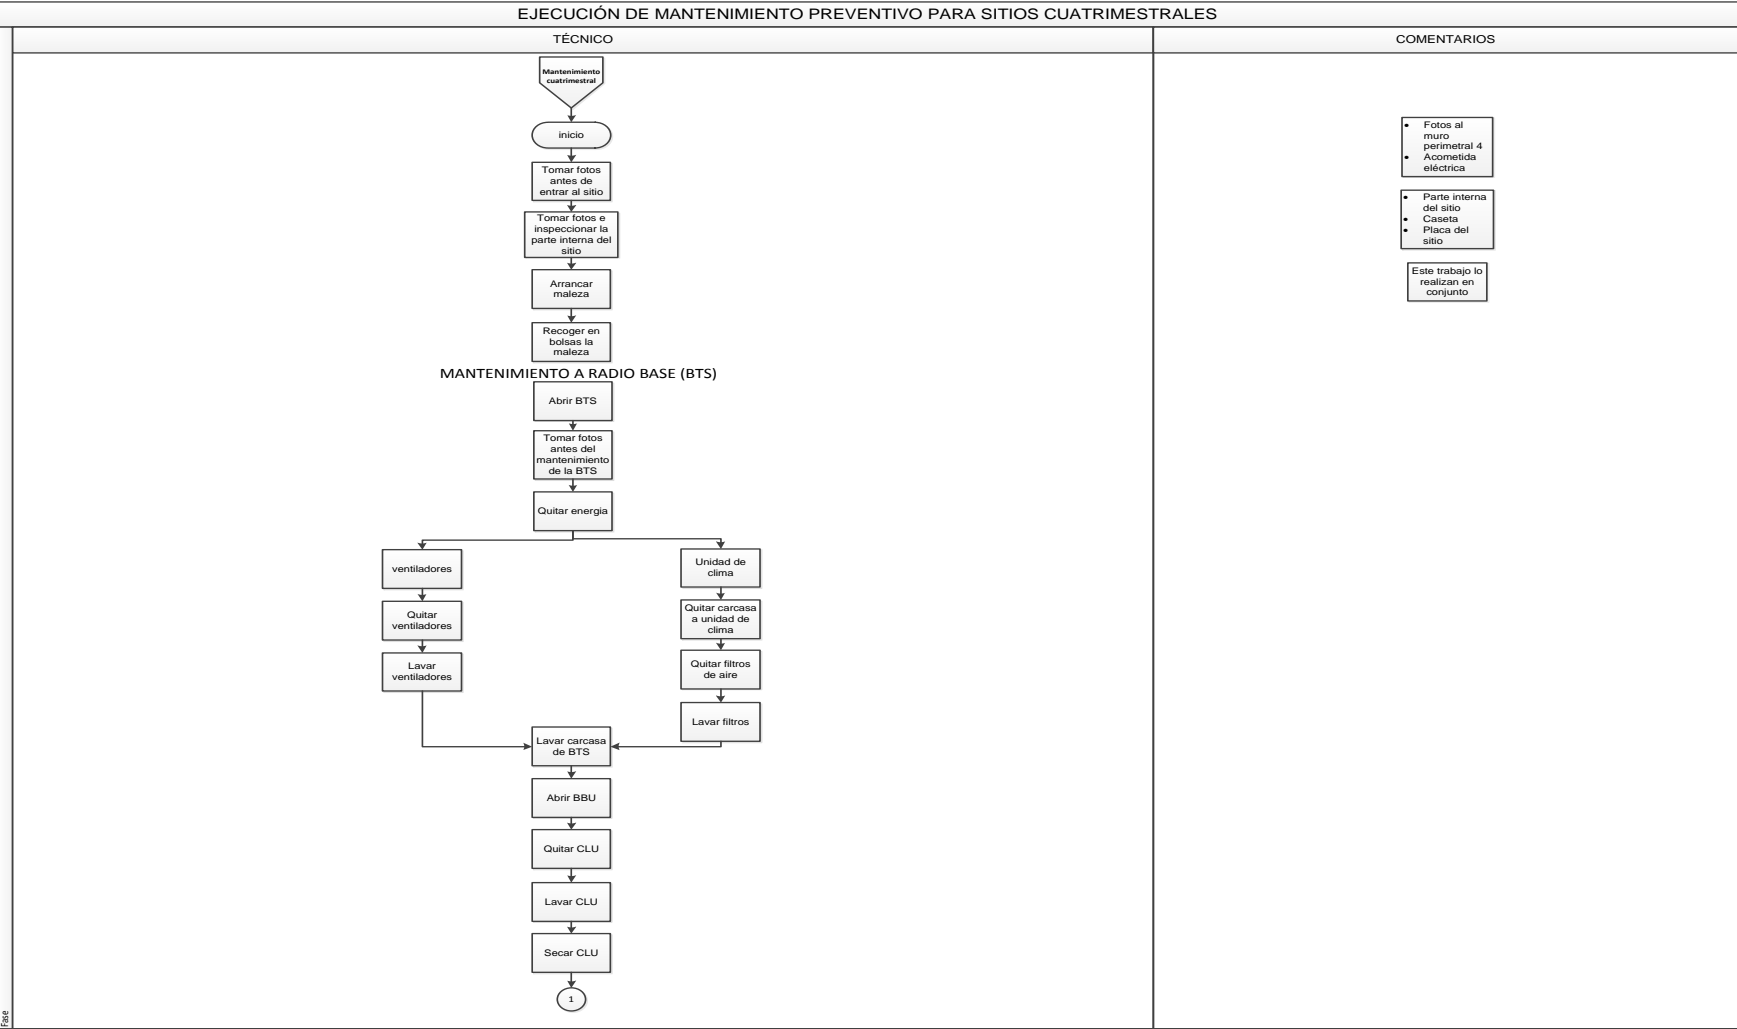 EJECUCIÓN DE MANTENIMIENTO PREVENTIVO PARA SITIOS CUATRIMESTRALES
TÉCNICO
COMENTARIOS
Mantenimiento
cuatrimestral
inicio
Tomar fotos
antes de
entrar al sitio
Tomar fotos e
inspeccionar la
parte interna del
sitio
Arrancar
maleza
Recoger en
bolsas la
maleza
MANTENIMIENTO A RADIO BASE (BTS)
Abrir BTS
Tomar fotos
antes del
mantenimiento
de la BTS
Quitar energia
ventiladores
Quitar
ventiladores
Lavar
ventiladores
Unidad de
clima
Quitar carcasa
a unidad de
clima
Quitar filtros
de aire
Lavar filtros
Lavar carcasa
de BTS
Abrir BBU
Quitar CLU
Lavar CLU
Secar CLU
1
• Fotos al
muro
perimetral 4
• Acometida
eléctrica
• Parte interna
del sitio
• Caseta
• Placa del
sitio
Este trabajo lo
realizan en
conjunto
Fase